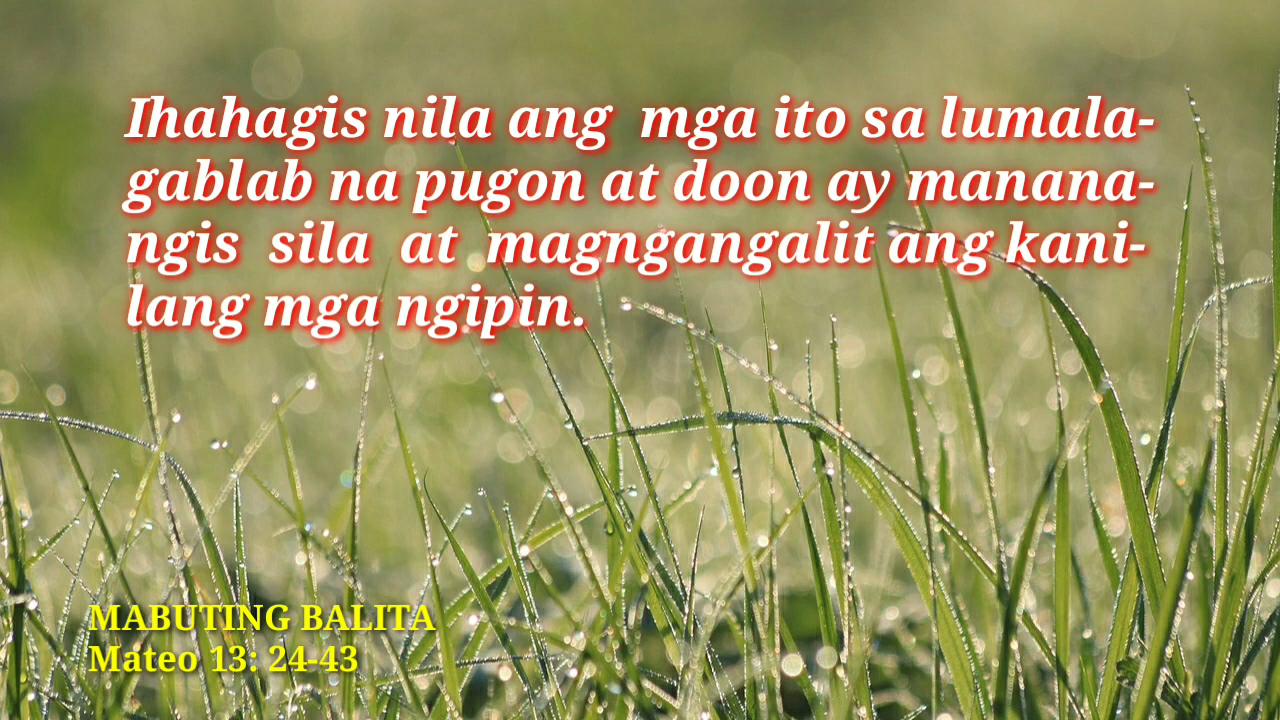 Ihahagis nila ang mga ito sa lumala-
gablab na pugon at doon ay manana-
ngis sila at magngangalit ang kani-
lang mga ngipin.
MABUTING BALITA
Mateo 13: 24-43